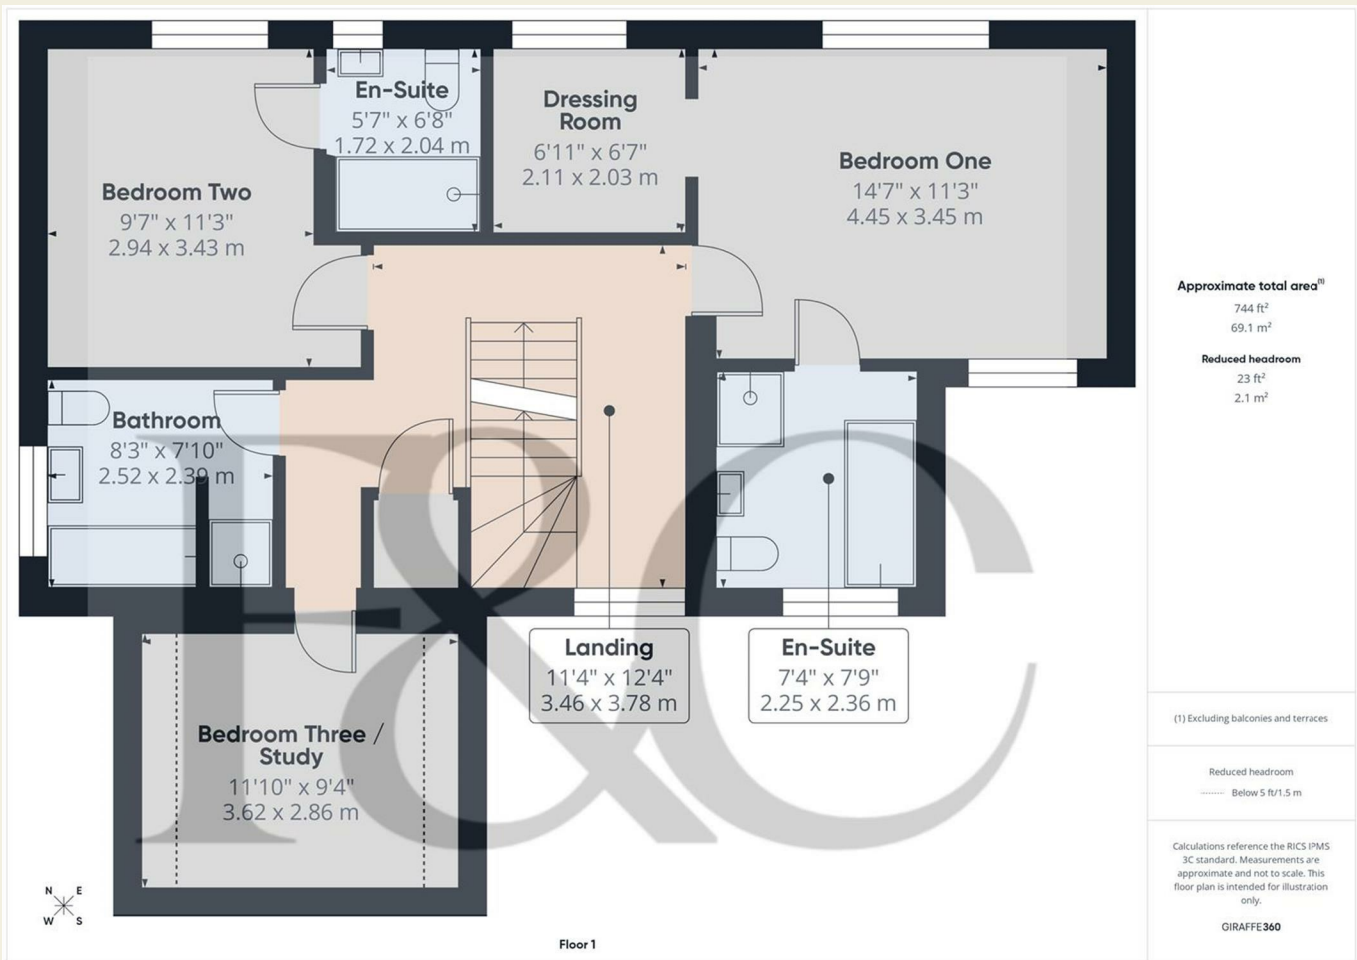 En-Suite
5'7" x 6'8"
1.72 x 2.04 m
Dressing
Room
6'11" x 6'7"
2.11 x 2.03 m
Bedroom One
14'7" x 11'3"
4.45 x 3.45 m
Bedroom Two
9'7" x 11'3"
2.94 x 3.43 m
Bathroom
8'3" x 7'10"
2.52 x 2.39 m
Landing
11'4" x 12'4"
3.46 x 3.78 m
En-Suite
7'4" x 7'9"
2.25 x 2.36 m
Bedroom Three /
Study
11'10" x 9'4"
3.62 x 2.86 m
F&C
N E
W S
Floor 1
Approximate total area(1)
744 ft²
69.1 m²
Reduced headroom
23 ft²
2.1 m²
(1) Excluding balconies and terraces
Reduced headroom
Below 5 ft/1.5 m
Calculations reference the RICS IPMS
3C standard. Measurements are
approximate and not to scale. This
floor plan is intended for illustration
only.
GIRAFFE360